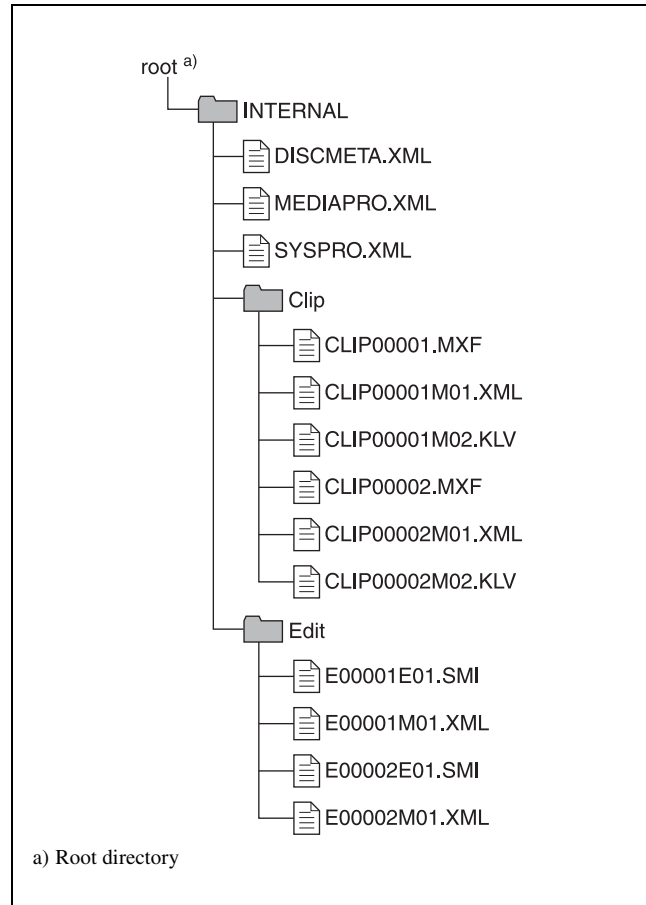 root a)
INTERNAL
DISCMETA.XML
MEDIAPRO.XML
SYSPRO.XML
Clip
CLIP00001.MXF
CLIP00001M01.XML
CLIP00001M02.KLV
CLIP00002.MXF
CLIP00002M01.XML
CLIP00002M02.KLV
Edit
E00001E01.SMI
E00001M01.XML
E00002E01.SMI
E00002M01.XML
a) Root directory